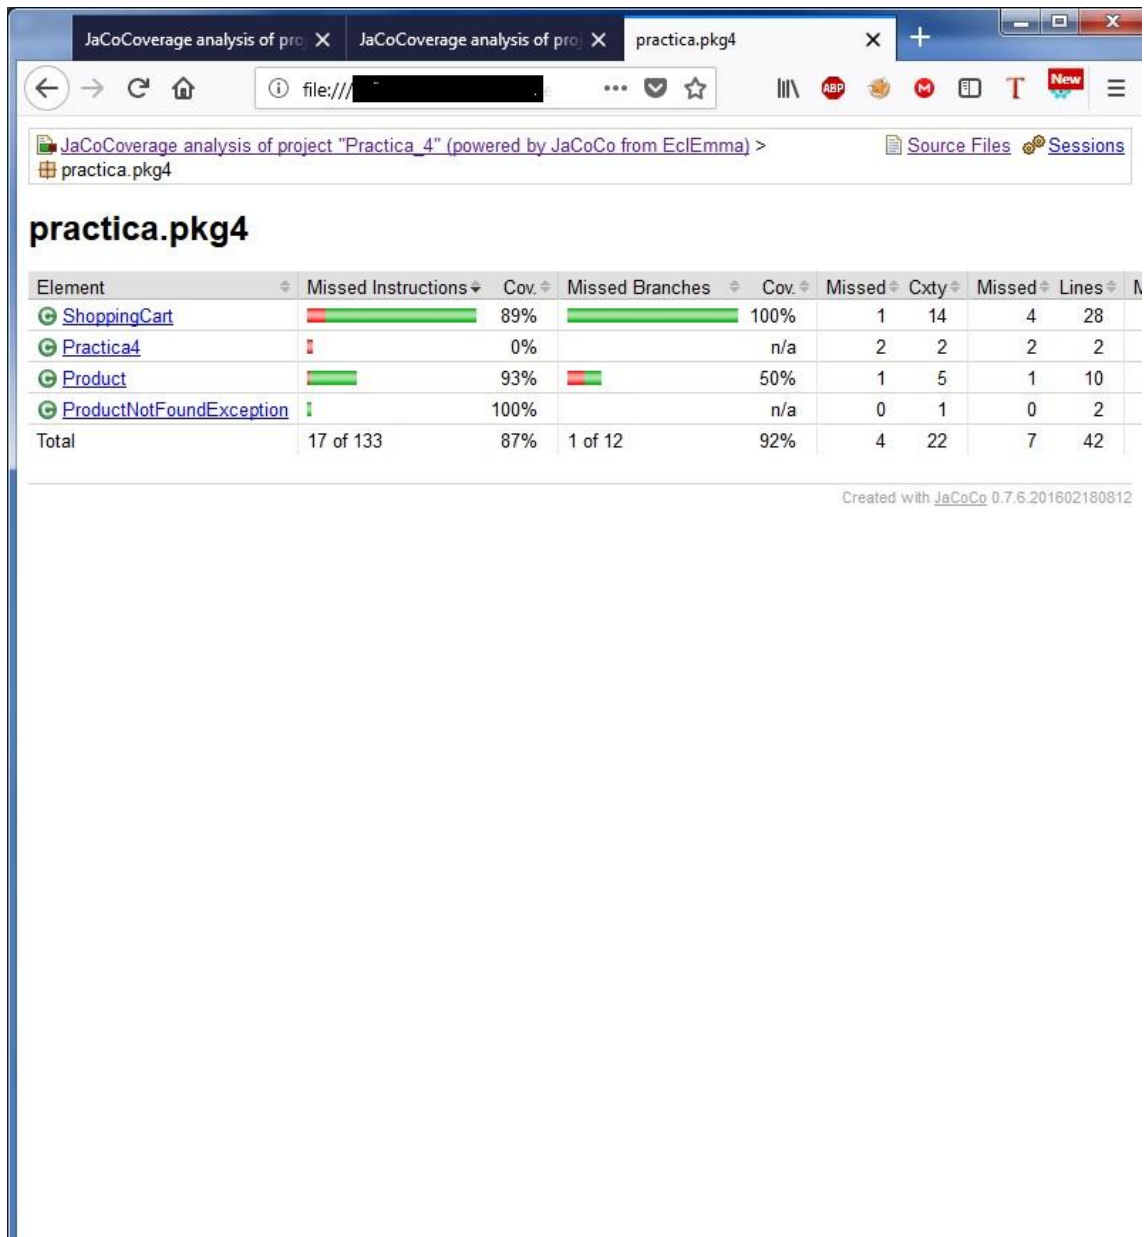 JaCoCoverage analysis of pro JaCoCoverage analysis of proj practica.pkg4
file:///
ABP M T New
JaCoCoverage analysis of project "Practica_4" (powered by JaCoCo from EclEmma) > Source Files Sessions
practica.pkg4
practica.pkg4
Element Missed Instructions Cov. Missed Branches Cov. Missed Cxty Missed Lines M
ShoppingCart 89% 100% 1 14 4 28
Practica4 0% n/a 2 2 2 2
Product 93% 50% 1 5 1 10
ProductNotFoundException 100% n/a 0 1 0 2
Total 17 of 133 87% 1 of 12 92% 4 22 7 42
Created with JaCoCo 0.7.6.201602180812